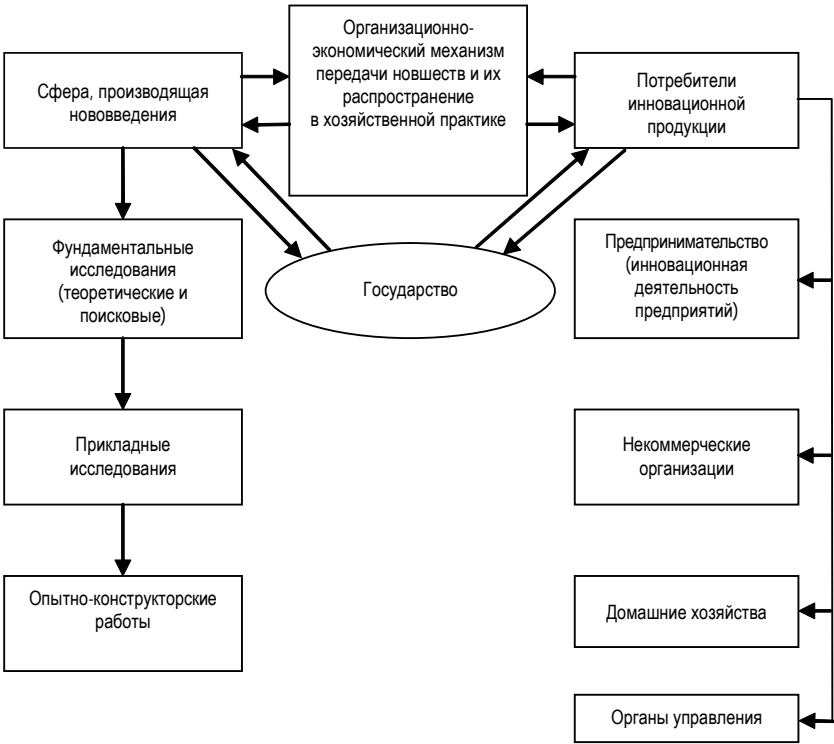 Организационно-
экономический механизм
передачи новшеств и их
распространение
в хозяйственной практике
Сфера, производящая
нововведения
Потребители
инновационной
продукции
Фундаментальные
исследования
(теоретические и
поисковые)
Государство
Предпринимательство
(инновационная
деятельность
предприятий)
Прикладные
исследования
Некоммерческие
организации
Опытно-конструкторские
работы
Домашние хозяйства
Органы управления